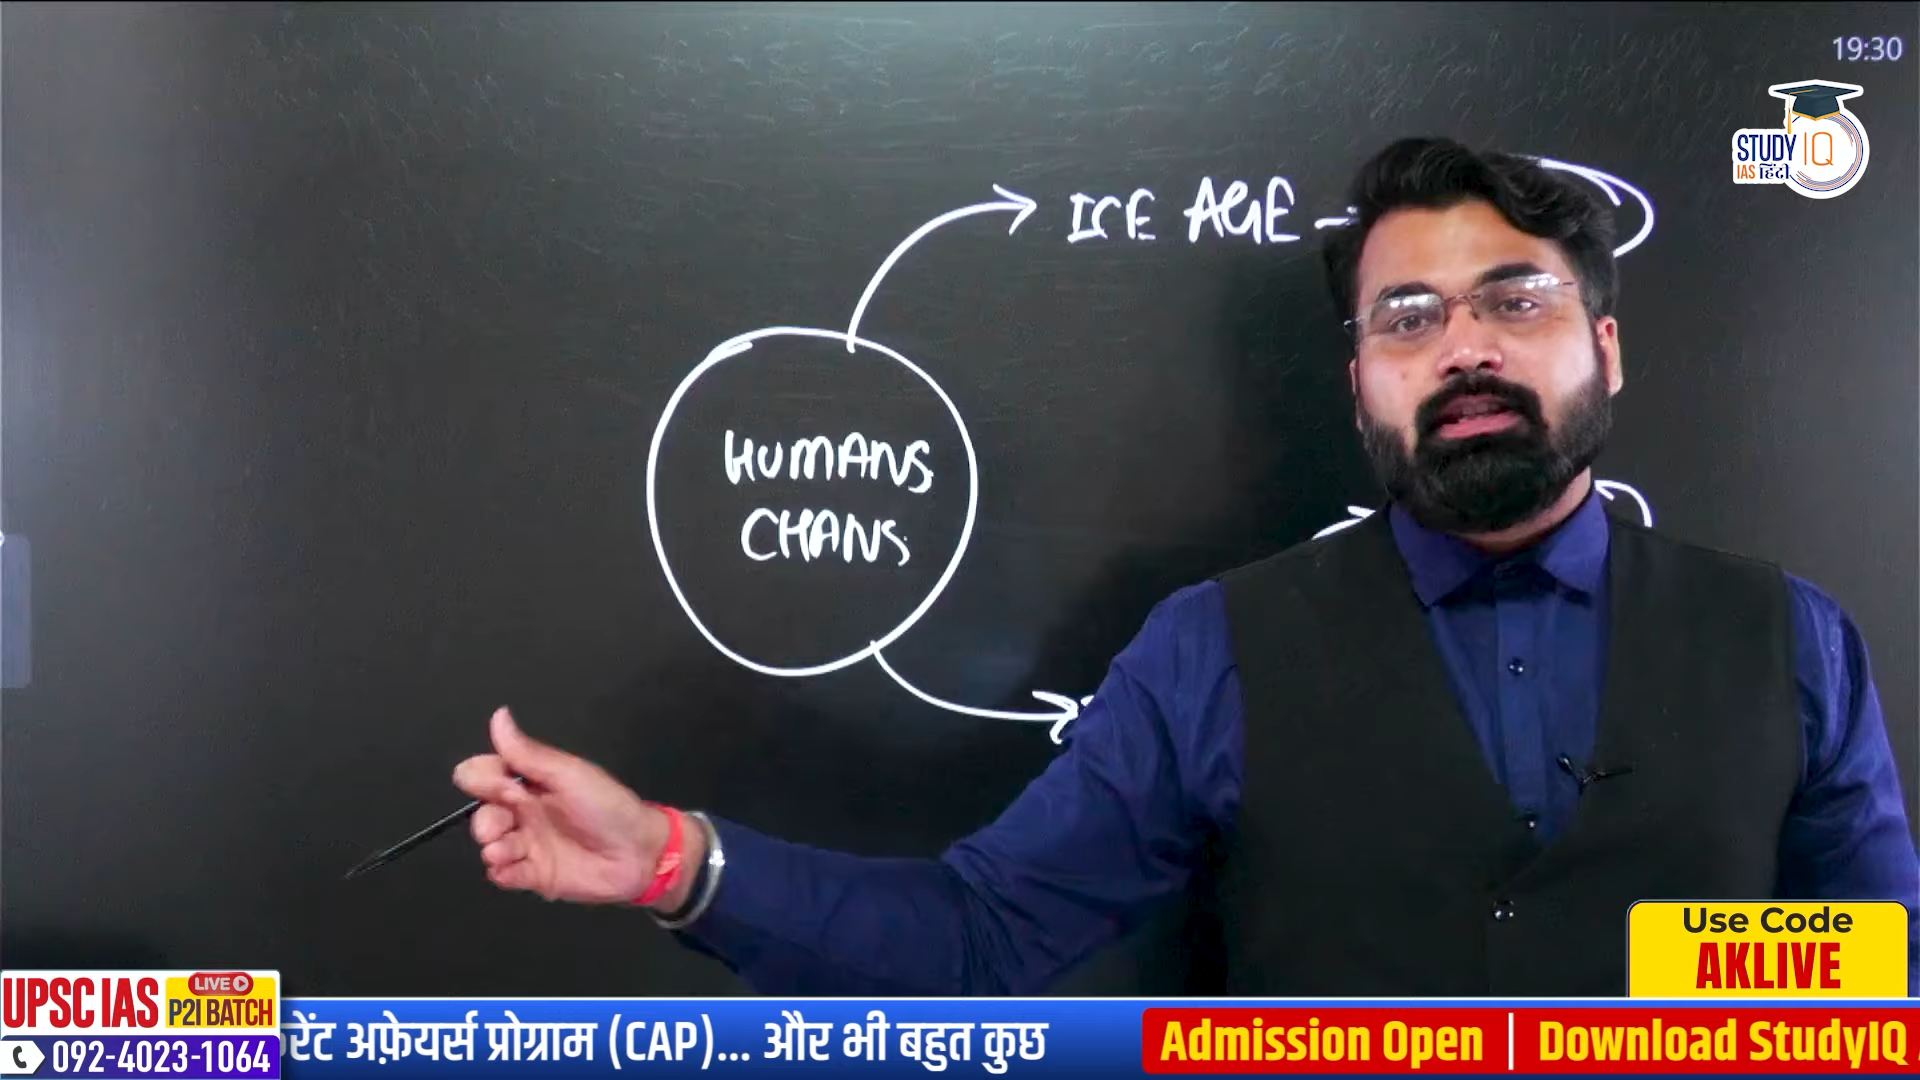 19:30
STUDY IQ
IAS हिंदी
ICE AGE -
HUMANS
CHANS
Use Code
AKLIVE
UPSC IAS LIVE
P2I BATCH
092-4023-1064
करेंट अफ़ेयर्स प्रोग्राम (CAP)... और भी बहुत कुछ
Admission Open | Download StudyIQ